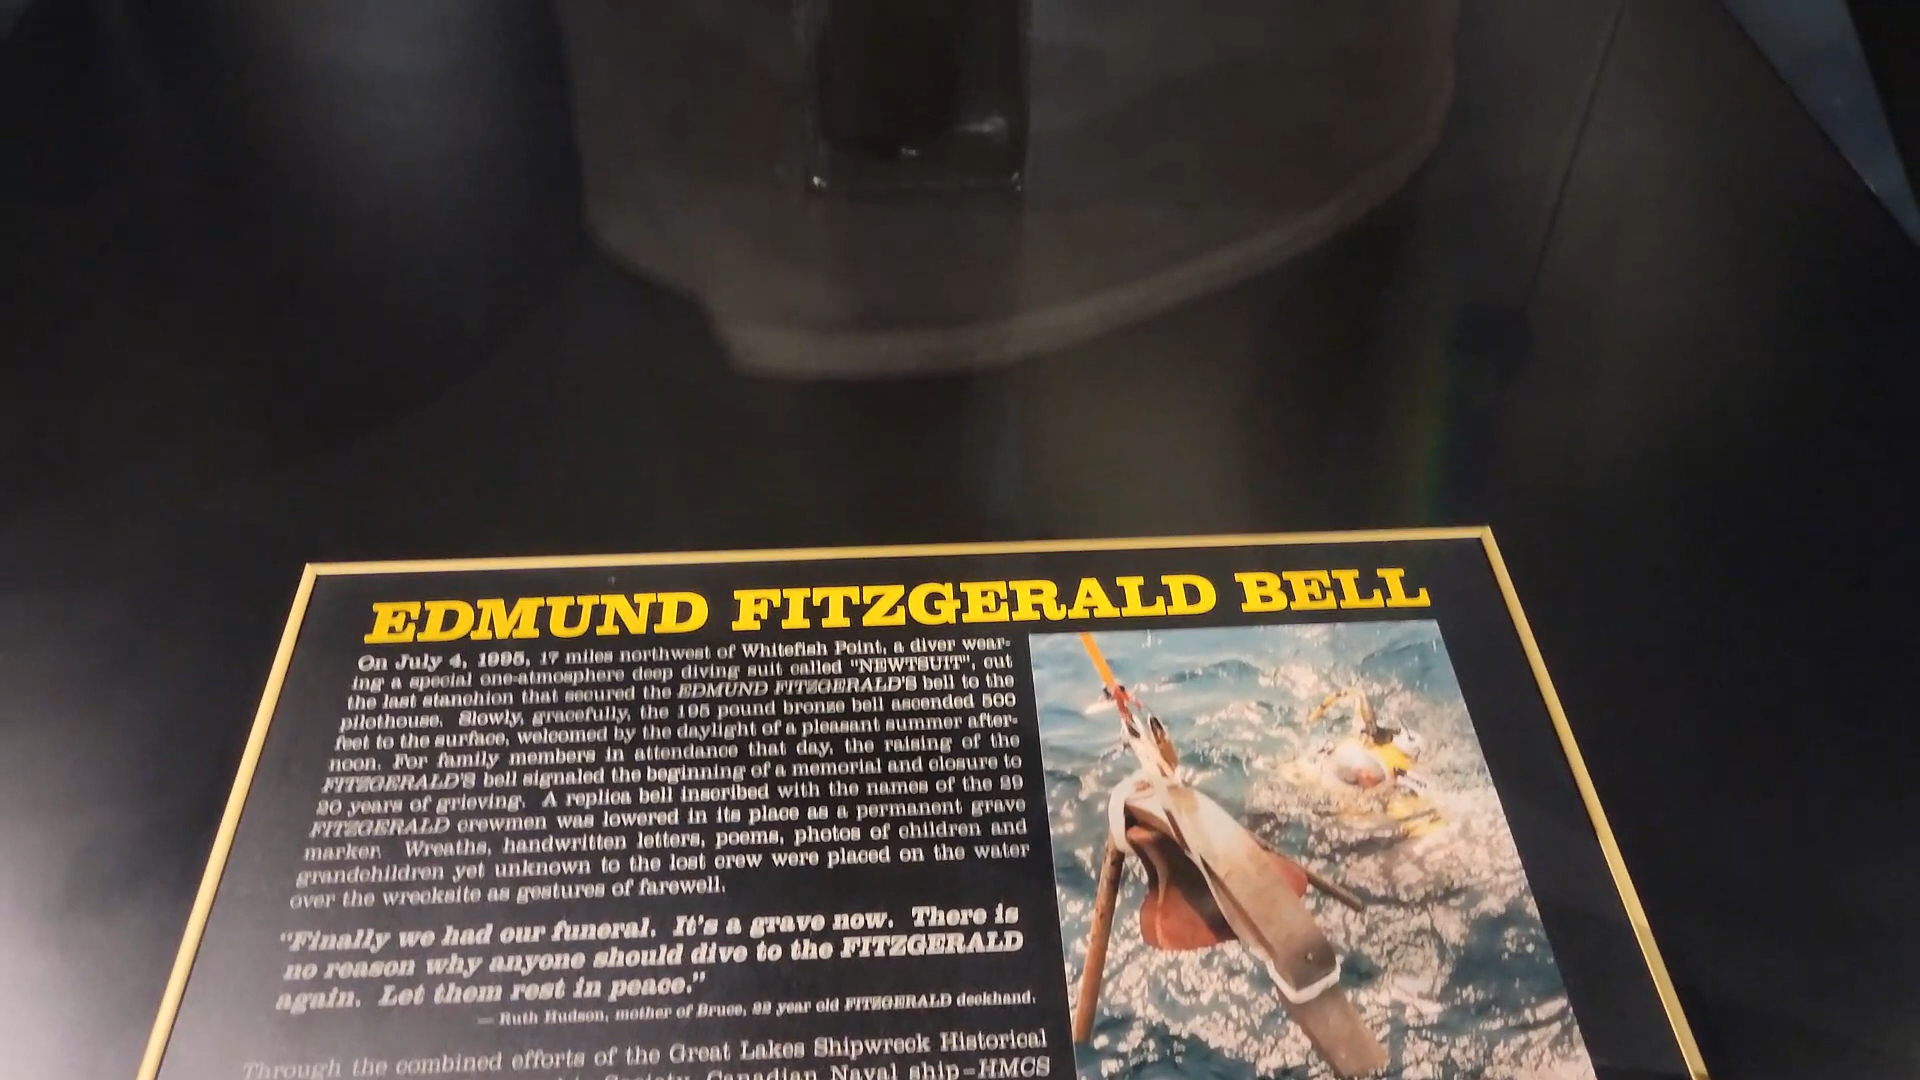 EDMUND FITZGERALD BELL
On July 4, 1995, 17 miles northwest of Whitefish Point, a diver wear-
ing a special one-atmosphere deep diving suit called "NEWTSUIT", cut
the last stanchion that secured the EDMUND FITZGERALD'S bell to the
pilothouse. Slowly, gracefully, the 195 pound bronze bell ascended 500
feet to the surface, welcomed by the daylight of a pleasant summer after-
noon. For family members in attendance that day, the raising of the
FITZGERALD'S bell signaled the beginning of a memorial and closure to
20 years of grieving. A replica bell inscribed with the names of the 29
FITZGERALD crewmen was lowered in its place as a permanent grave
marker. Wreaths, handwritten letters, poems, photos of children and
grandchildren yet unknown to the lost crew were placed on the water
over the wrecksite as gestures of farewell.
"Finally we had our funeral. It's a grave now. There is
no reason why anyone should dive to the FITZGERALD
again. Let them rest in peace."
— Ruth Hudson, mother of Bruce, 22 year old FITZGERALD deckhand.
Through the combined efforts of the Great Lakes Shipwreck Historical
Society, Canadian Naval ship-HMCS